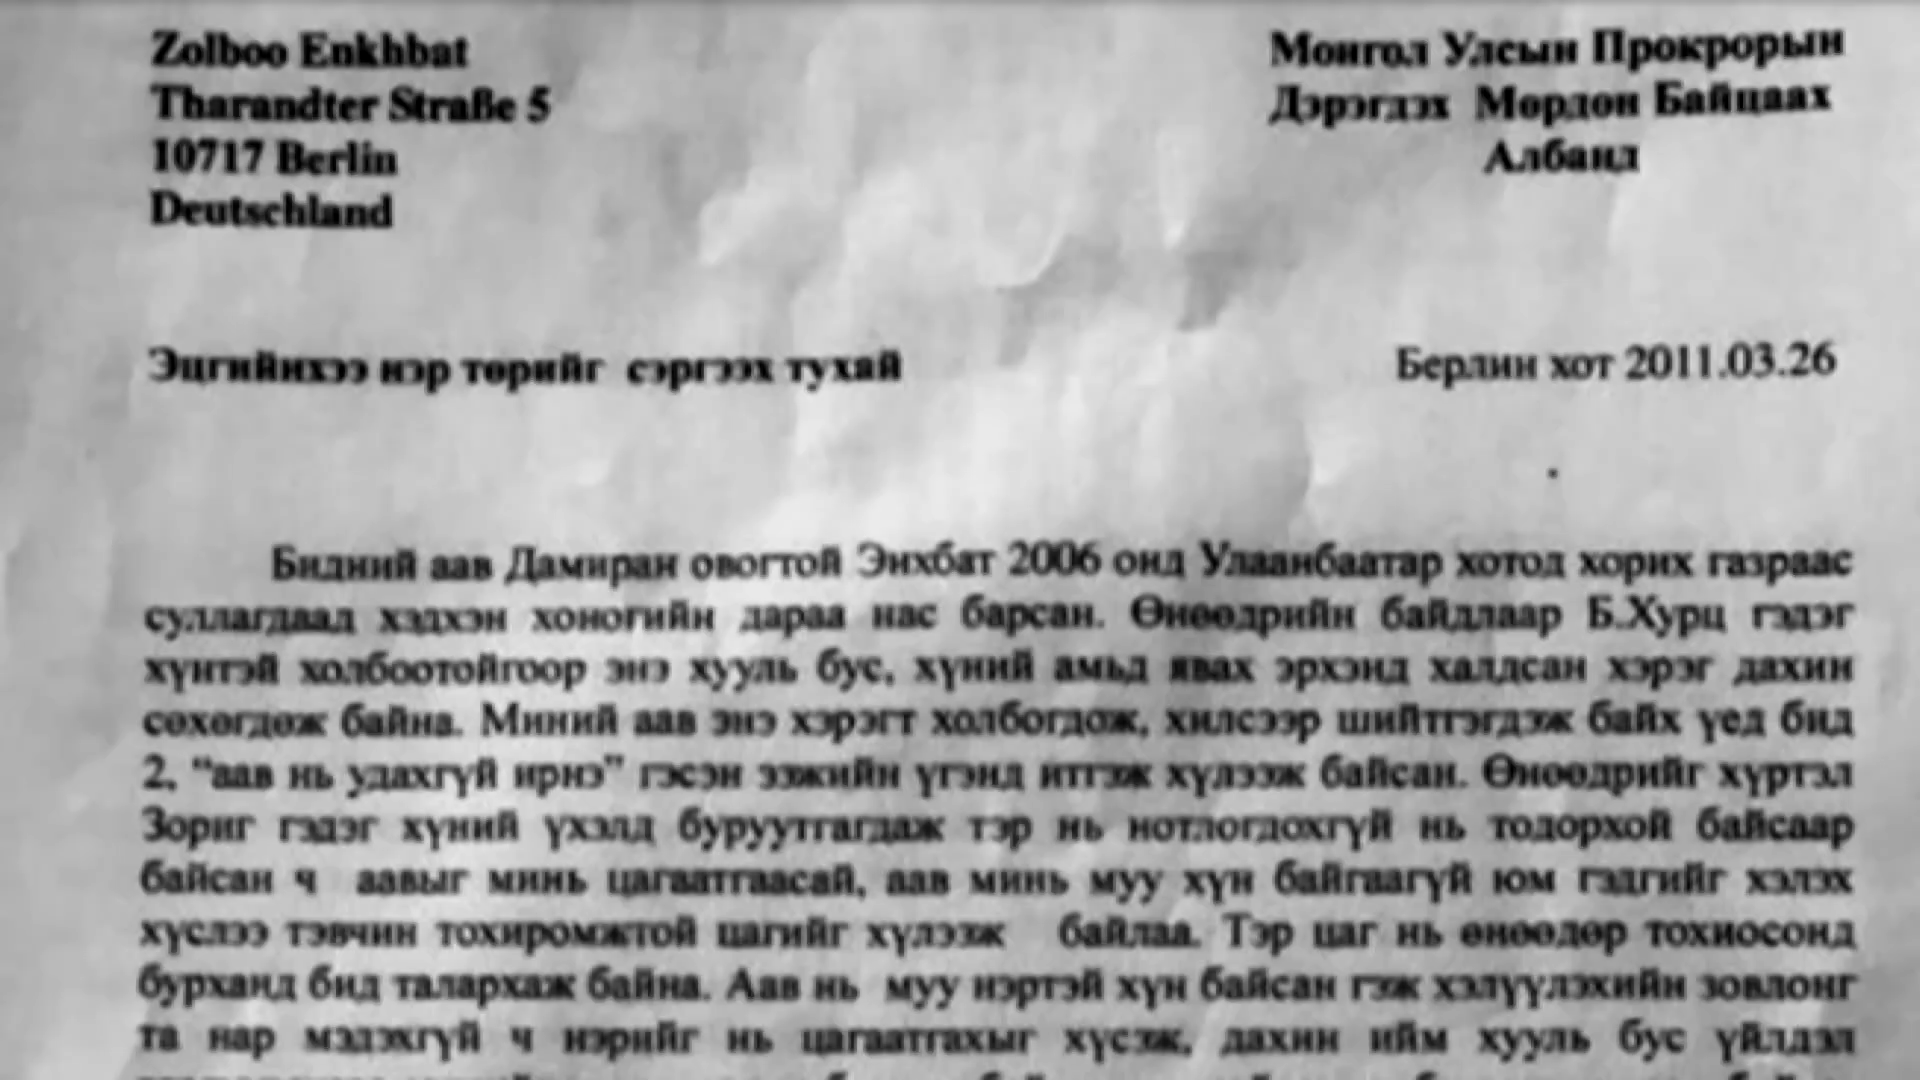 Zolboo Enkhbat
Tharandter Straße 5
10717 Berlin
Deutschland
Монгол Улсын Прокрорын
Дэрэгдэх Мөрдөн Байцаах
Албанд
Эцгийнхээ нэр төрийг сэргээх тухай
Берлин хот 2011.03.26
Бидний аав Дамиран овогтой Энхбат 2006 онд Улаанбаатар хотод хорих газраас
суллагдаад хэдхэн хоногийн дараа нас барсан. Өнөөдрийн байдлаар Б.Хурц гэдэг
хүнтэй холбоотойгоор энэ хууль бус, хүний амьд явах эрхэнд халдсан хэрэг дахин
сөхөгдөж байна. Миний аав энэ хэрэгт холбогдож, хилсээр шийтгэгдэж байх үед бид
2, “аав нь удахгүй ирнэ” гэсэн ээжийн үгэнд итгэж хүлээж байсан. Өнөөдрийг хүртэл
Зориг гэдэг хүний үхэлд буруутгагдаж тэр нь нотлогдохгүй нь тодорхой байсаар
байсан ч аавыг минь цагаатгаасай, аав минь муу хүн байгаагүй юм гэдгийг хэлэх
хүслээ тэвчин тохиромжтой цагийг хүлээж байлаа. Тэр цаг нь өнөөдөр тохиосонд
бурханд бид талархаж байна. Аав нь муу нэртэй хүн байсан гэж хэлүүлэхийн зовлонг
та нар мэдэхгүй ч нэрийг нь цагаатгахыг хүсэж, дахин ийм хууль бус үйлдэл